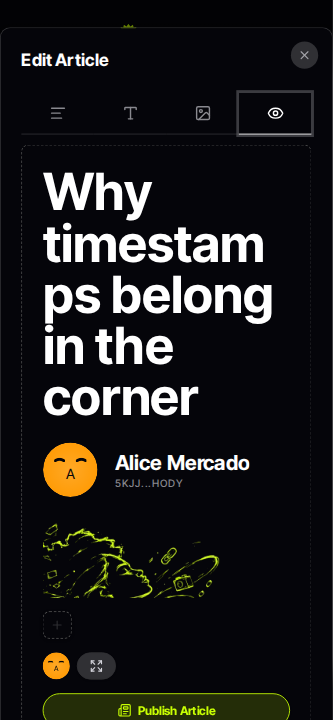 Edit Article
Why
timestam
ps belong
in the
corner
A
Alice Mercado
5KJJ...HODY
A
Publish Article